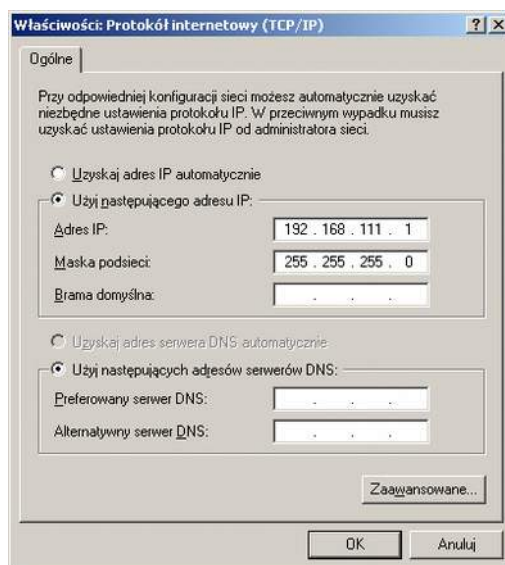 Właściwości: Protokół internetowy (TCP/IP)
Ogólne
Przy odpowiedniej konfiguracji sieci możesz automatycznie uzyskać
niezbędne ustawienia protokołu IP. W przeciwnym wypadku musisz
uzyskać ustawienia protokołu IP od administratora sieci.
Uzyskaj adres IP automatycznie
Użyj następującego adresu IP:
Adres IP: 192 . 168 . 111 . 1
Maska podsieci: 255 . 255 . 255 . 0
Brama domyślna: . . .
Uzyskaj adres serwera DNS automatycznie
Użyj następujących adresów serwerów DNS:
Preferowany serwer DNS: . . .
Alternatywny serwer DNS: . . .
Zaawansowane...
OK Anuluj